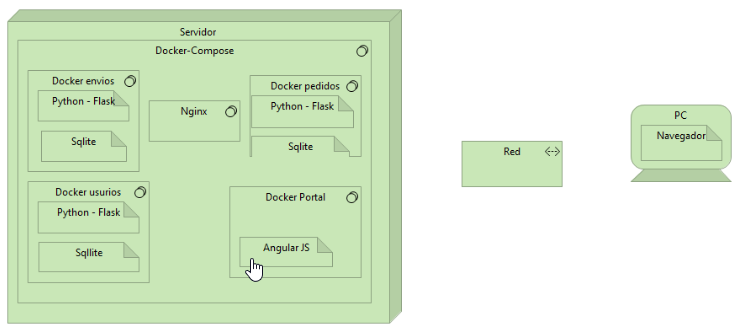 Servidor
Docker-Compose
Docker envios
Python - Flask
Sqlite
Nginx
Docker pedidos
Python - Flask
Sqlite
Docker usurios
Python - Flask
Sqllite
Docker Portal
Angular JS
Red
PC
Navegador